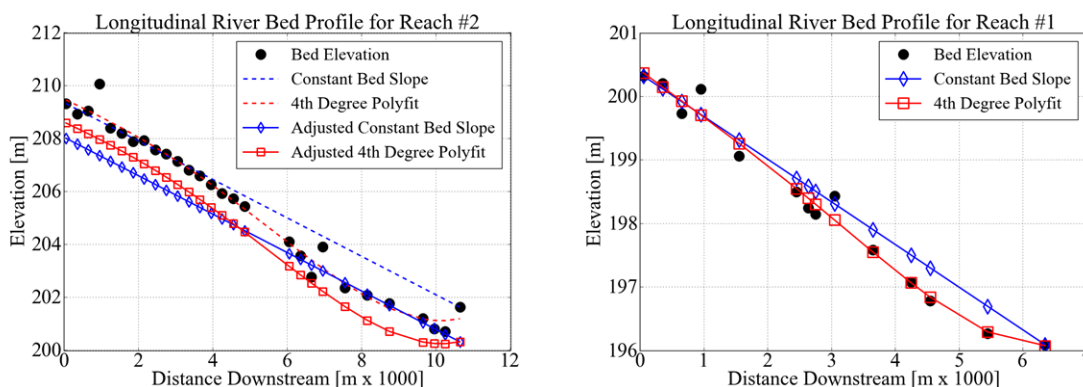 Longitudinal River Bed Profile for Reach #2
212
210
208
206
204
202
200
Elevation [m]
Bed Elevation
Constant Bed Slope
4th Degree Polyfit
Adjusted Constant Bed Slope
Adjusted 4th Degree Polyfit
0 2 4 6 8 10 12
Distance Downstream [m x 1000]
Longitudinal River Bed Profile for Reach #1
201
200
199
198
197
196
Elevation [m]
Bed Elevation
Constant Bed Slope
4th Degree Polyfit
0 1 2 3 4 5 6
Distance Downstream [m x 1000]